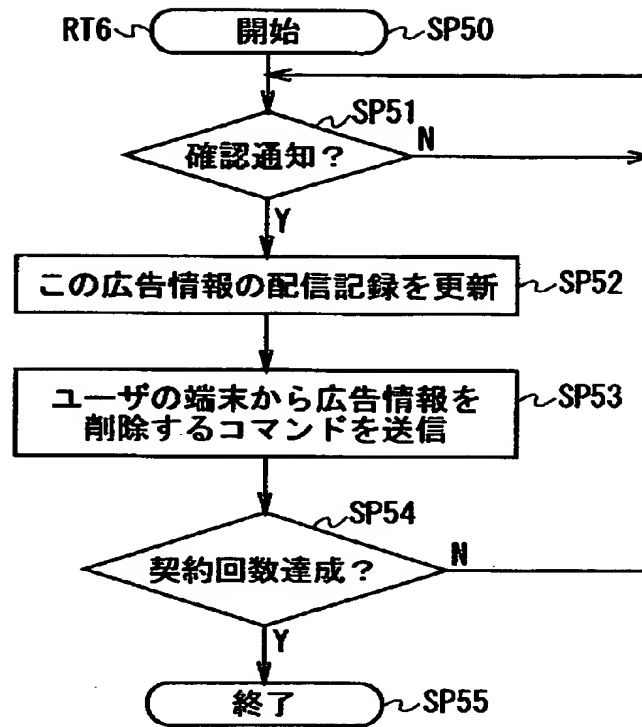 RT6 開始 SP50
SP51
確認通知? N
Y
この広告情報の配信記録を更新 SP52
ユーザの端末から広告情報を SP53
削除するコマンドを送信
SP54
契約回数達成? N
Y
終了 SP55